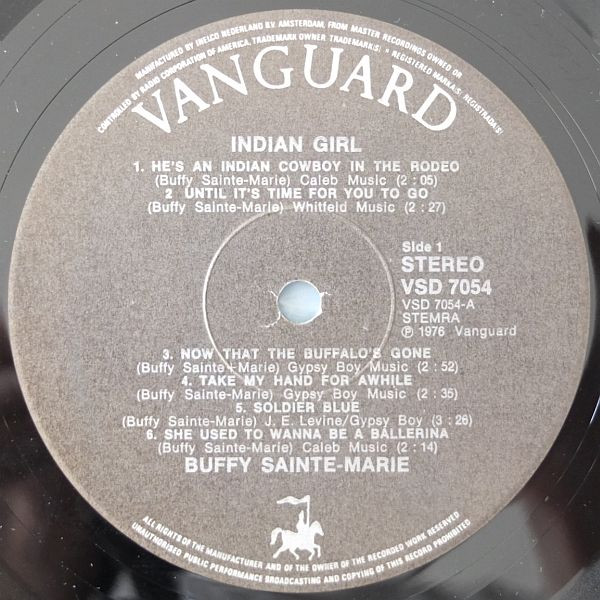 MANUFACTURED BY INELCO NEDERLAND B.V. AMSTERDAM, FROM MASTER RECORDINGS OWNED OR
CONTROLLED BY RADIO CORPORATION OF AMERICA, TRADEMARK OWNER TRADEMARK(S) ® REGISTERED MARKA(S) REGISTRADA(S)
VANGUARD
INDIAN GIRL
1. HE'S AN INDIAN COWBOY IN THE RODEO
(Buffy Sainte-Marie) Caleb Music (2 : 05)
2 UNTIL IT'S TIME FOR YOU TO GO
(Buffy Sainte-Marie) Whitfeld Music (2 : 27)
Side 1
STEREO
VSD 7054
VSD 7054-A
STEMRA
℗ 1976 Vanguard
3. NOW THAT THE BUFFALO'S GONE
(Buffy Sainte+Marie) Gypsy Boy Music (2 : 52)
4. TAKE MY HAND FOR AWHILE
(Buffy Sainte-Marie) Gypsy Boy Music (2 : 35)
5. SOLDIER BLUE
(Buffy Sainte-Marie) J. E. Levine/Gypsy Boy (3 : 26)
6. SHE USED TO WANNA BE A BALLERINA
(Buffy Sainte-Marie) Caleb Music (2 : 14)
BUFFY SAINTE-MARIE
ALL RIGHTS OF THE MANUFACTURER AND OF THE OWNER OF THE RECORDED WORK RESERVED
UNAUTHORISED PUBLIC PERFORMANCE BROADCASTING AND COPYING OF THIS RECORD PROHIBITED